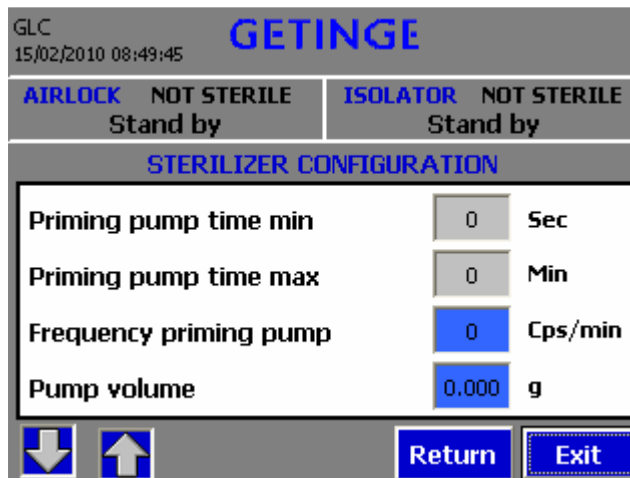 GLC
15/02/2010 08:49:45
GETINGE
AIRLOCK NOT STERILE
Stand by
ISOLATOR NOT STERILE
Stand by
STERILIZER CONFIGURATION
Priming pump time min 0 Sec
Priming pump time max 0 Min
Frequency priming pump 0 Cps/min
Pump volume 0.000 g
Return Exit